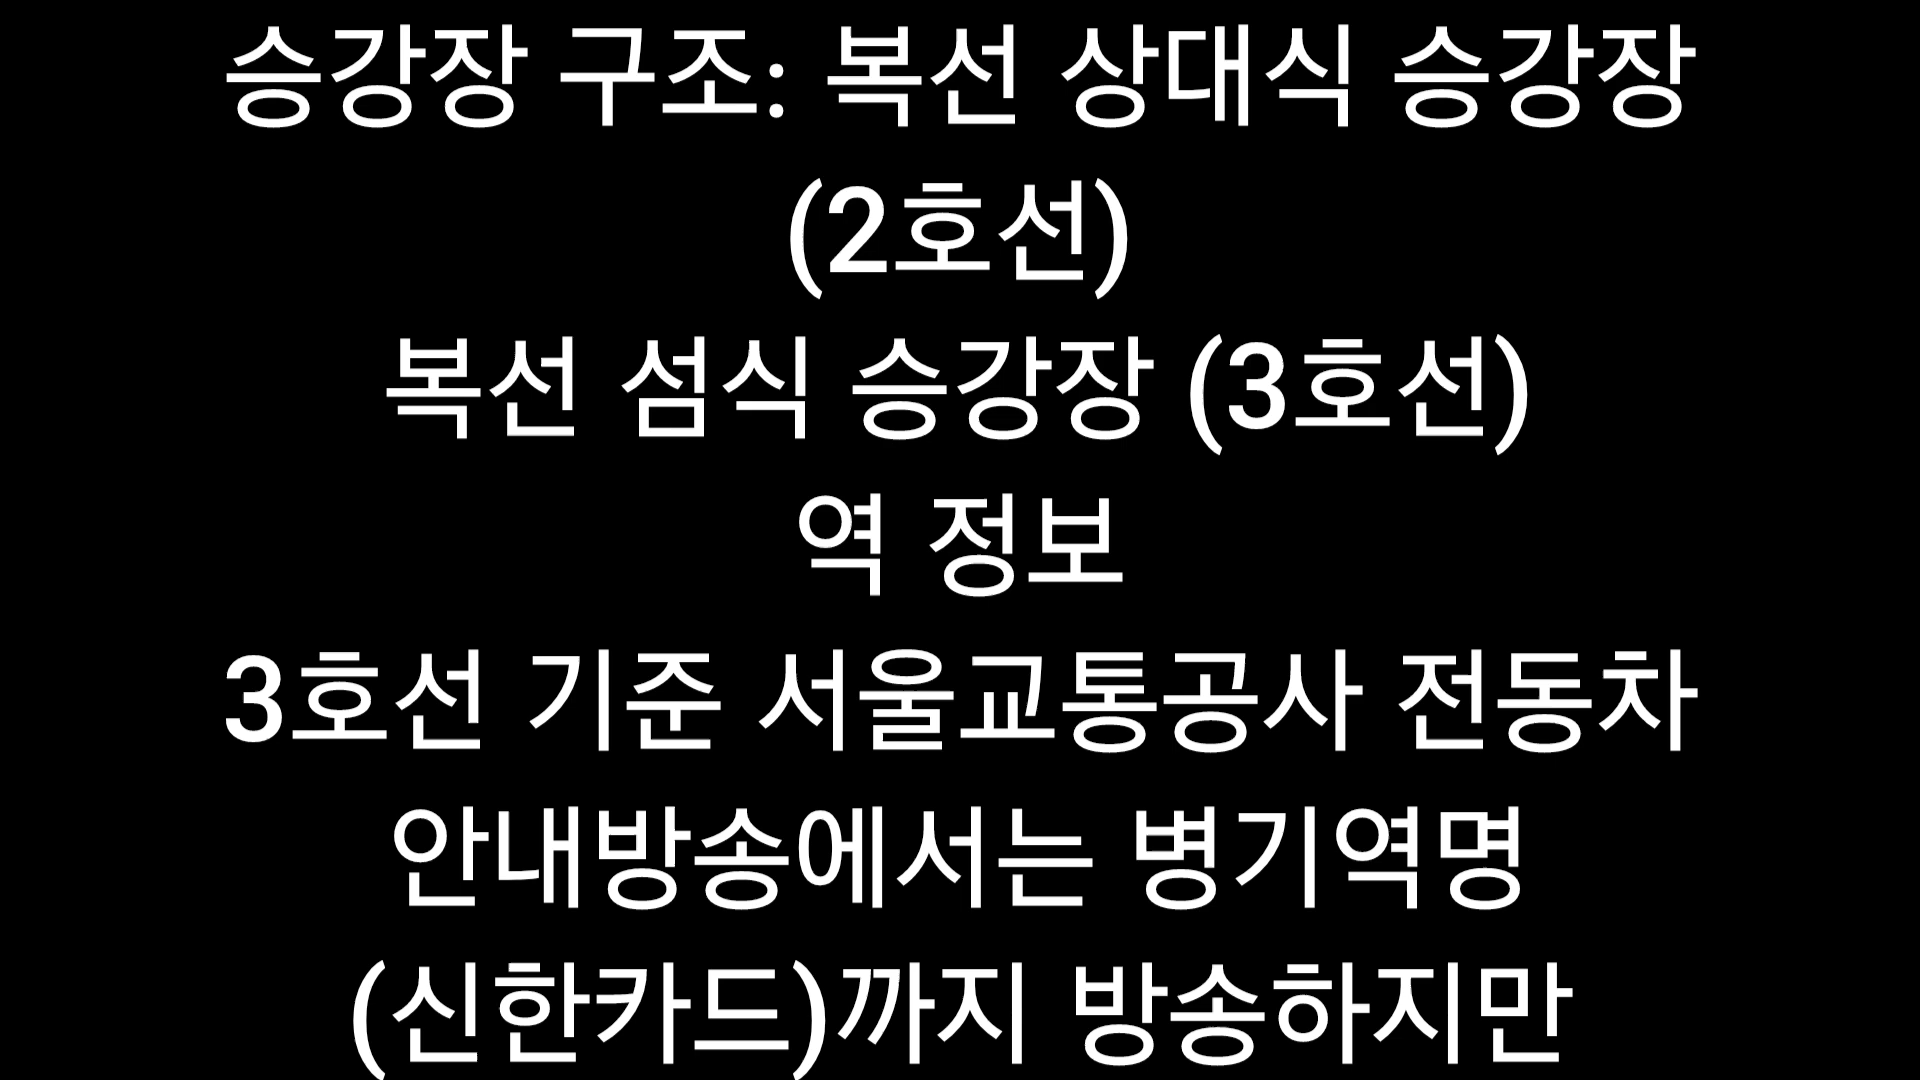 승강장 구조: 복선 상대식 승강장
(2호선)
복선 섬식 승강장 (3호선)
역 정보
3호선 기준 서울교통공사 전동차
안내방송에서는 병기역명
(신한카드)까지 방송하지만